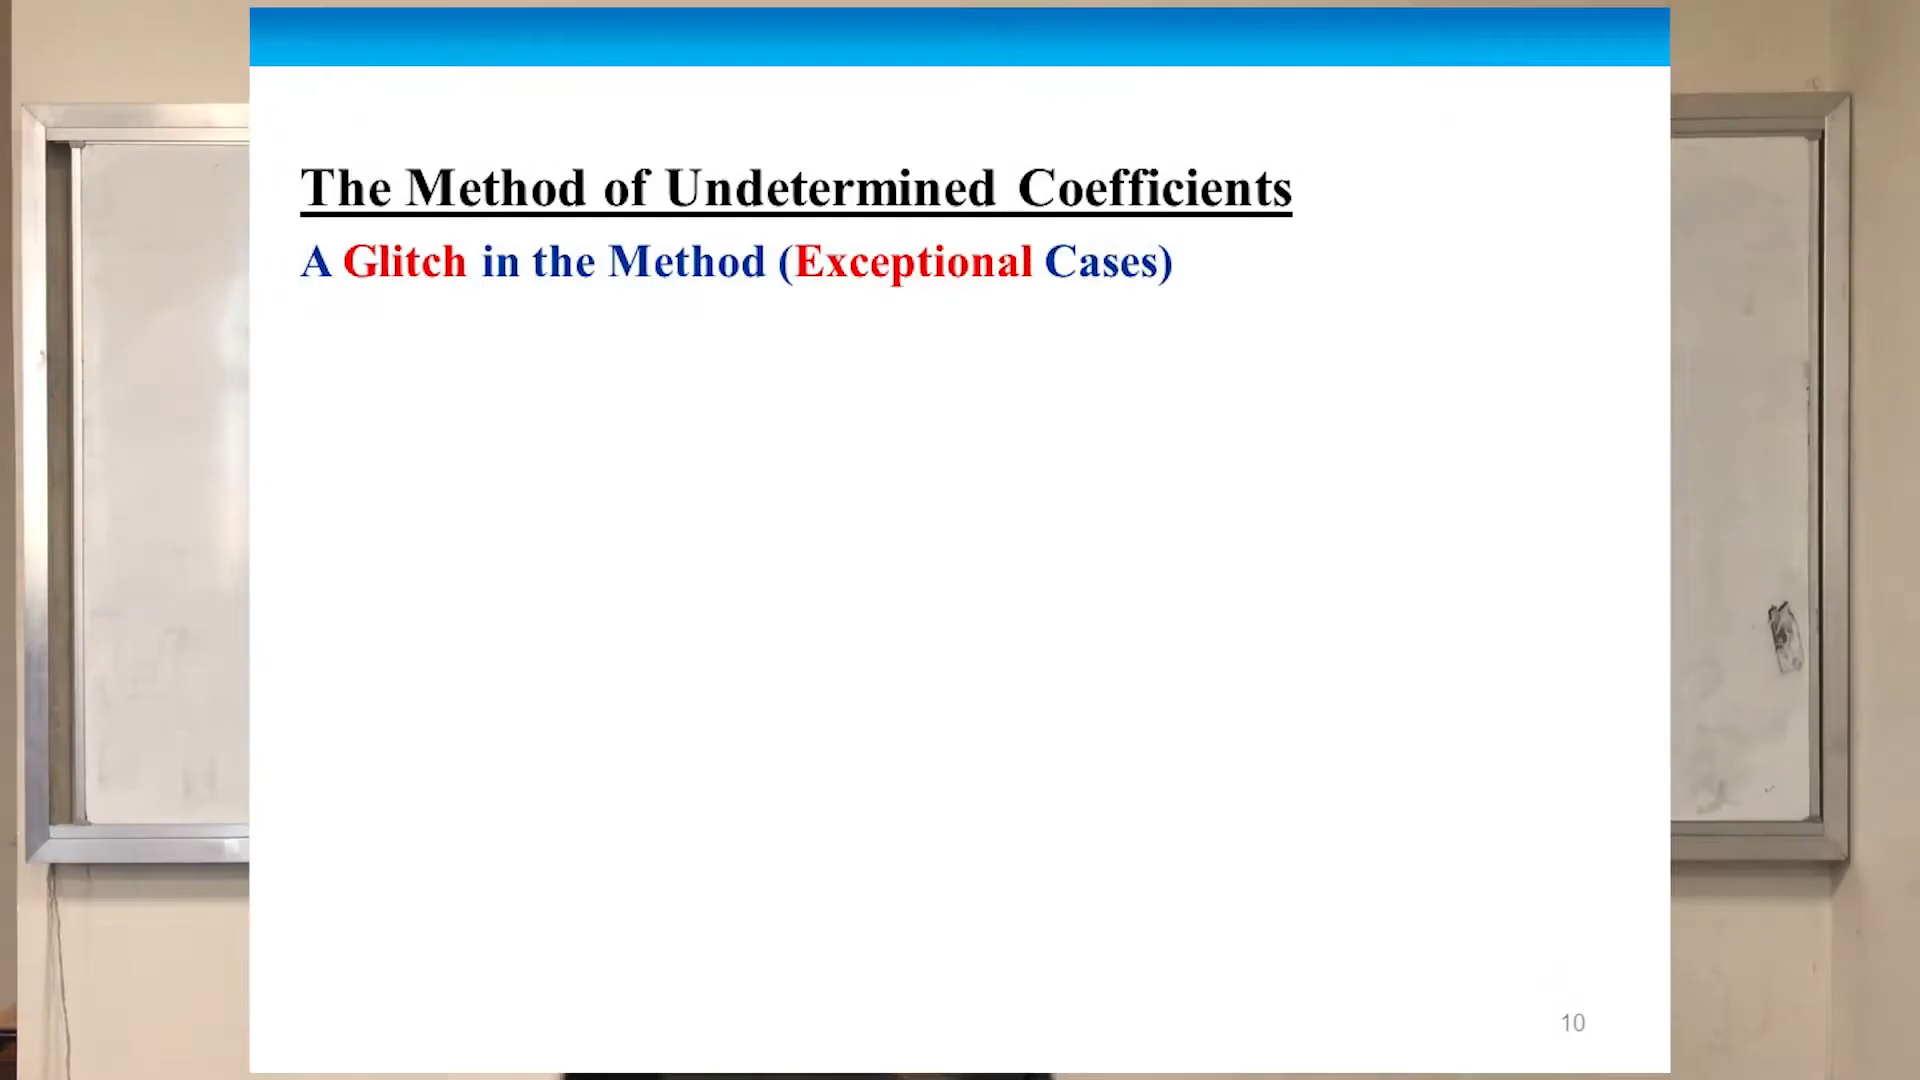 The Method of Undetermined Coefficients
A Glitch in the Method (Exceptional Cases)
10